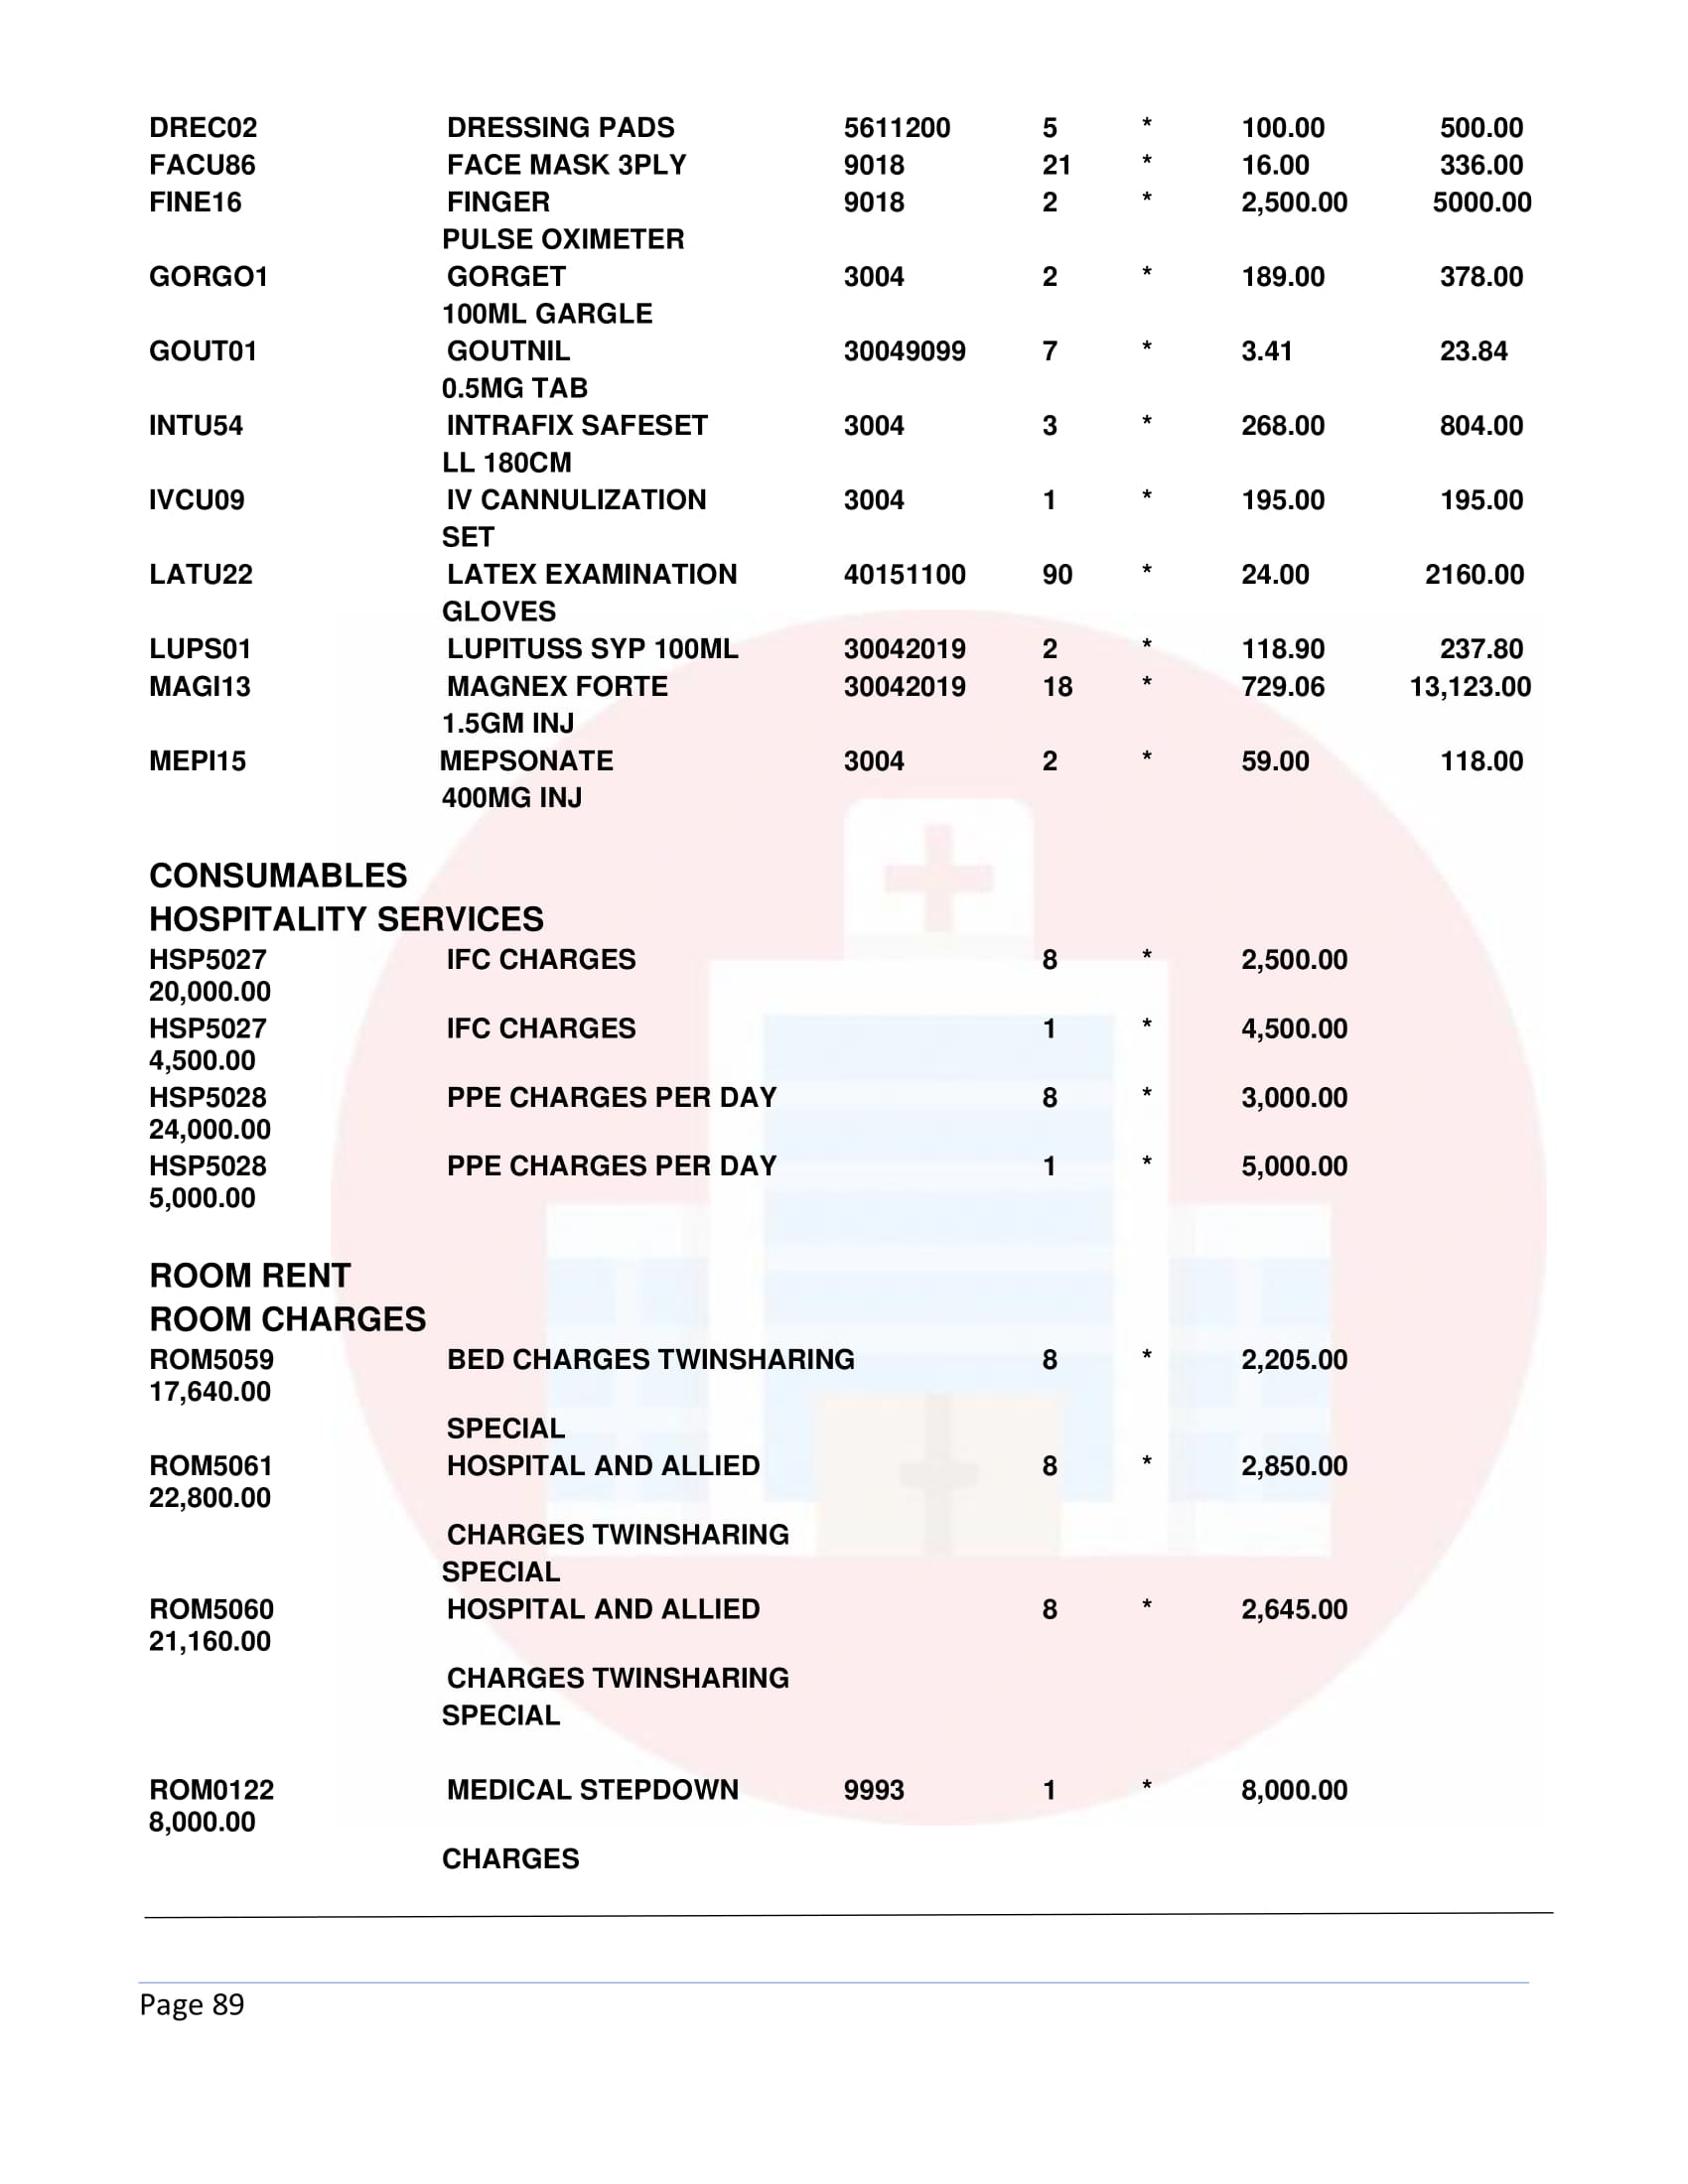 DREC02 DRESSING PADS 5611200 5 * 100.00 500.00
FACU86 FACE MASK 3PLY 9018 21 * 16.00 336.00
FINE16 FINGER 9018 2 * 2,500.00 5000.00
PULSE OXIMETER
GORGO1 GORGET 3004 2 * 189.00 378.00
100ML GARGLE
GOUT01 GOUTNIL 30049099 7 * 3.41 23.84
0.5MG TAB
INTU54 INTRAFIX SAFESET 3004 3 * 268.00 804.00
LL 180CM
IVCU09 IV CANNULIZATION 3004 1 * 195.00 195.00
SET
LATU22 LATEX EXAMINATION 40151100 90 * 24.00 2160.00
GLOVES
LUPS01 LUPITUSS SYP 100ML 30042019 2 * 118.90 237.80
MAGI13 MAGNEX FORTE 30042019 18 * 729.06 13,123.00
1.5GM INJ
MEPI15 MEPSONATE 3004 2 * 59.00 118.00
400MG INJ
CONSUMABLES
HOSPITALITY SERVICES
HSP5027 IFC CHARGES 8 * 2,500.00
20,000.00
HSP5027 IFC CHARGES 1 * 4,500.00
4,500.00
HSP5028 PPE CHARGES PER DAY 8 * 3,000.00
24,000.00
HSP5028 PPE CHARGES PER DAY 1 * 5,000.00
5,000.00
ROOM RENT
ROOM CHARGES
ROM5059 BED CHARGES TWINSHARING 8 * 2,205.00
17,640.00
SPECIAL
ROM5061 HOSPITAL AND ALLIED 8 * 2,850.00
22,800.00
CHARGES TWINSHARING
SPECIAL
ROM5060 HOSPITAL AND ALLIED 8 * 2,645.00
21,160.00
CHARGES TWINSHARING
SPECIAL
ROM0122 MEDICAL STEPDOWN 9993 1 * 8,000.00
8,000.00
CHARGES
Page 89